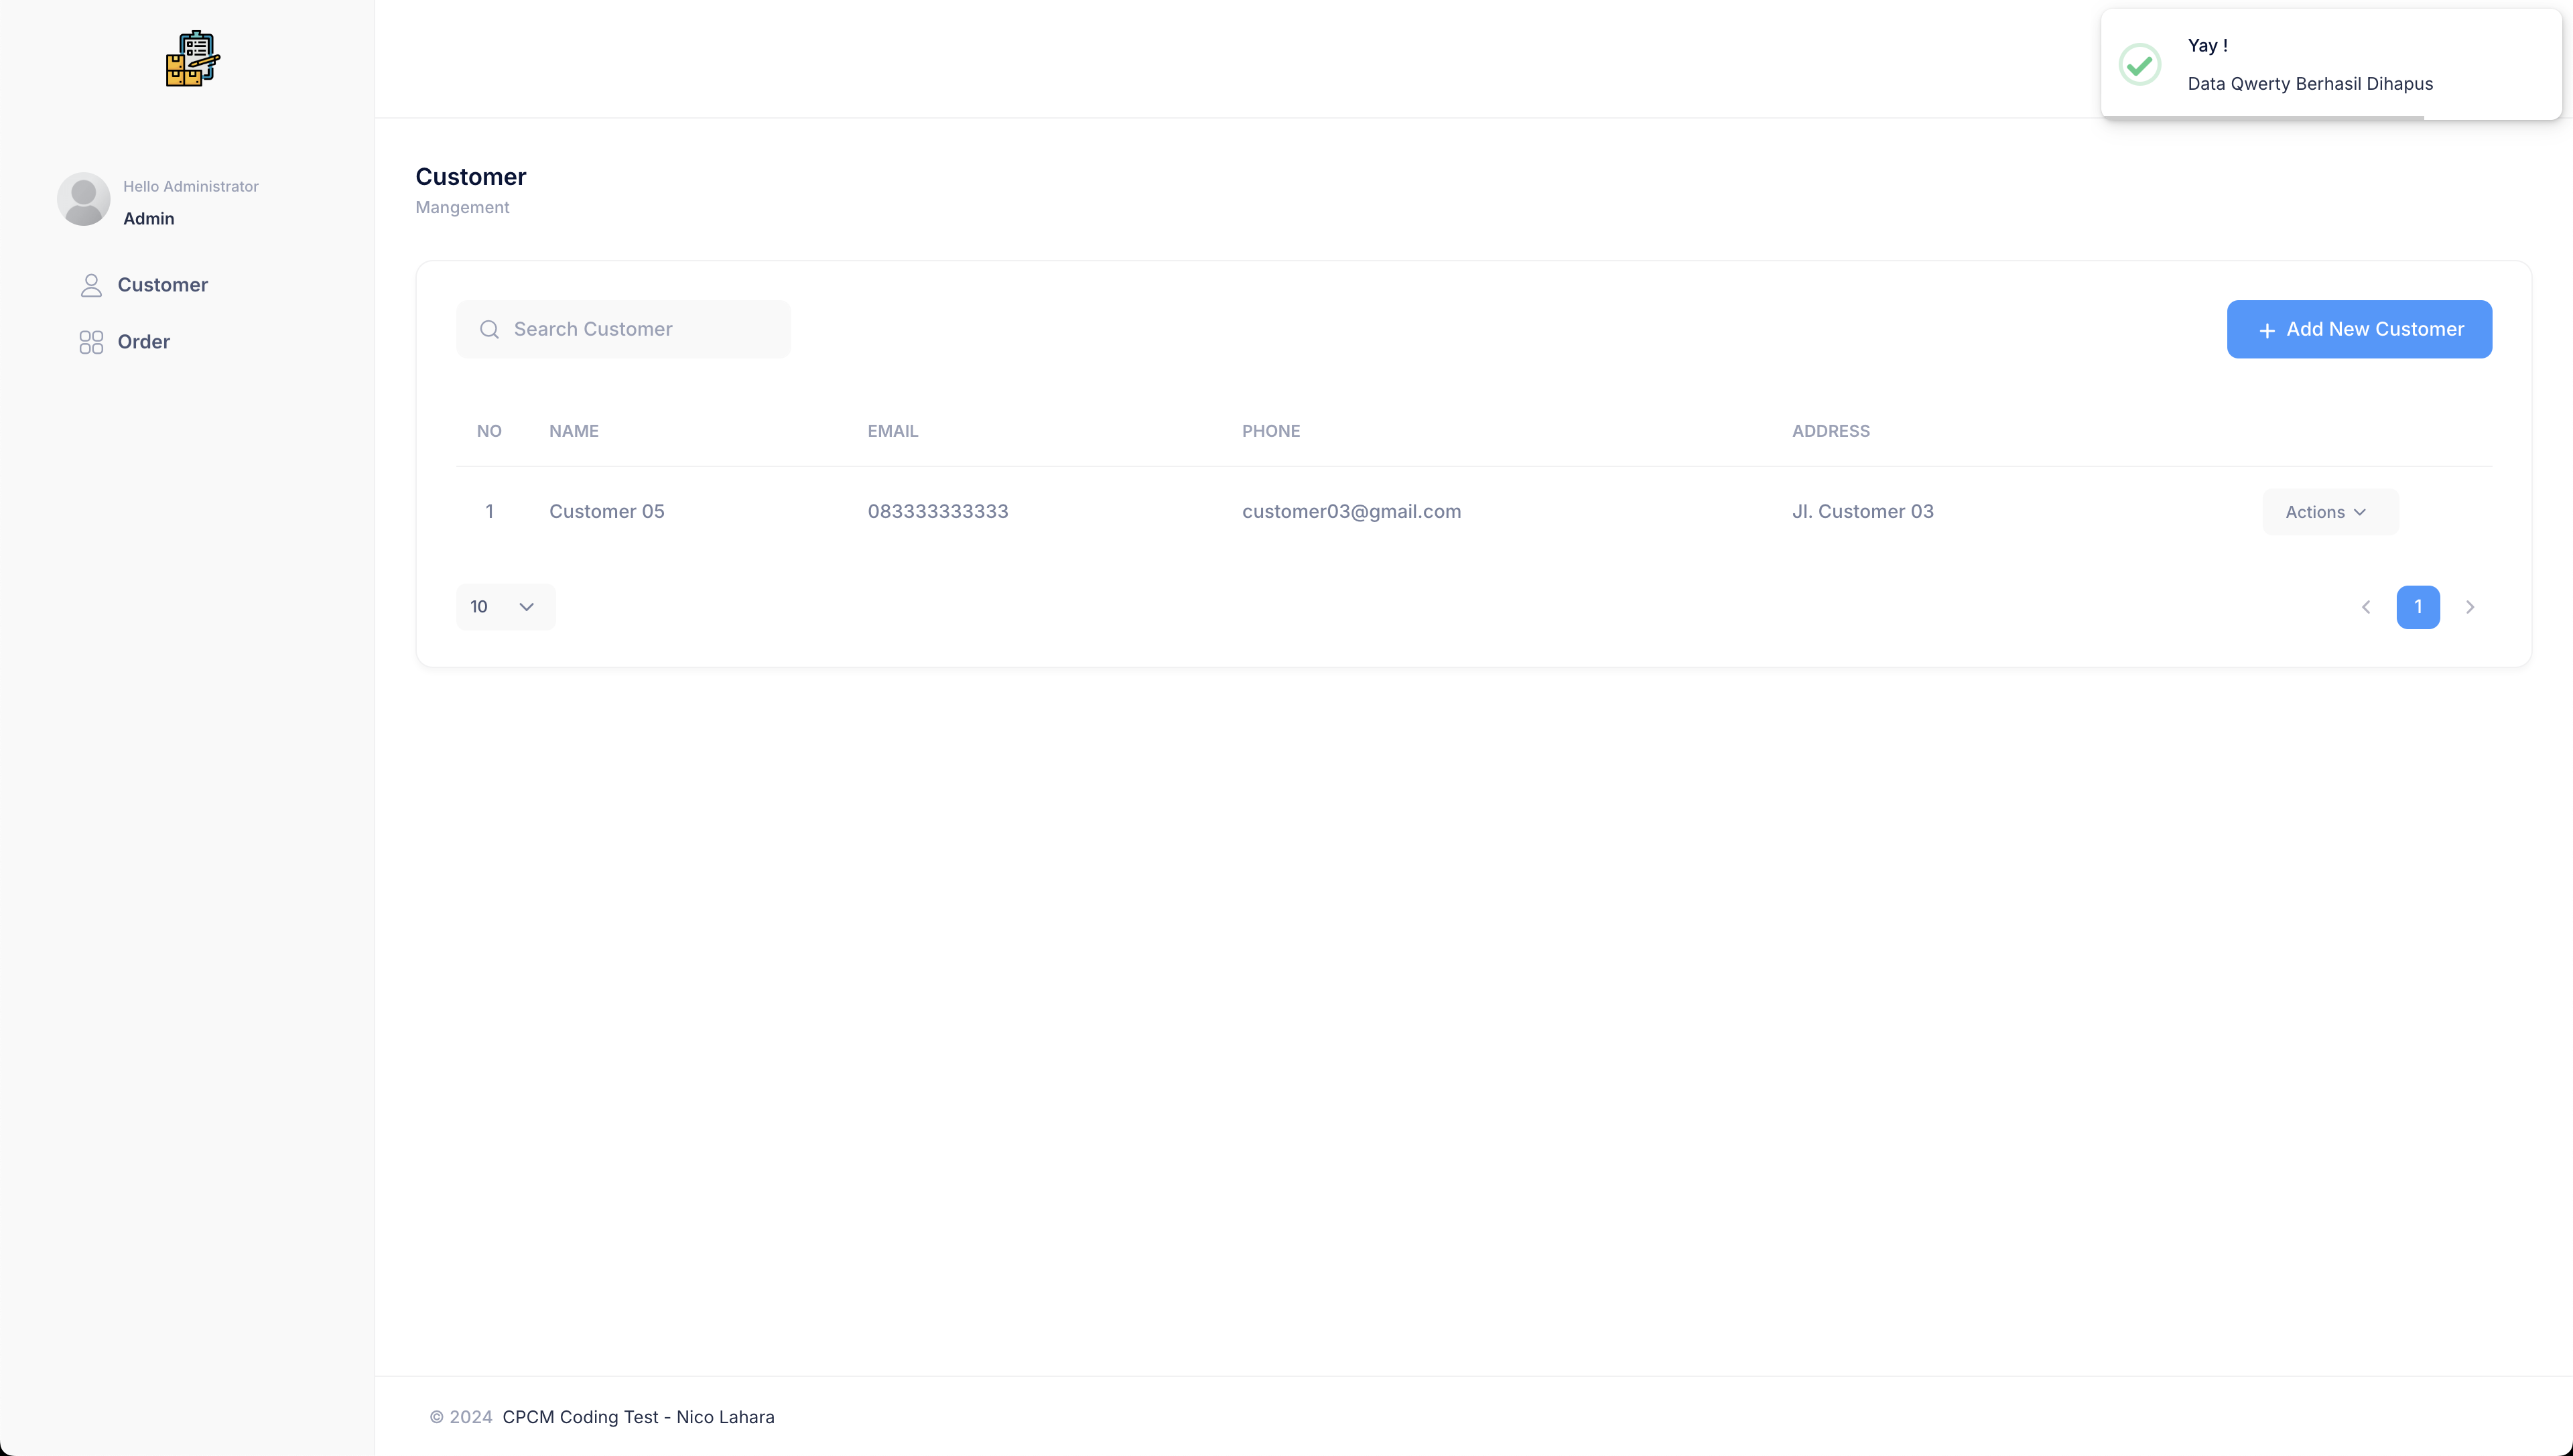 Yay !
Data Qwerty Berhasil Dihapus
Hello Administrator
Admin
Customer
Order
Customer
Mangement
Search Customer
Add New Customer
NO NAME EMAIL PHONE ADDRESS
1 Customer 05 083333333333 customer03@gmail.com Jl. Customer 03 Actions
10 1
© 2024 CPCM Coding Test - Nico Lahara